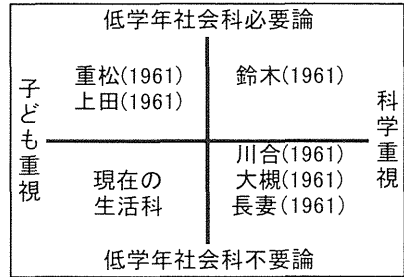 低学年社会科必要論
子ども重視
重松(1961)
上田(1961)
鈴木(1961)
科学重視
現在の
生活科
川合(1961)
大槻(1961)
長妻(1961)
低学年社会科不要論